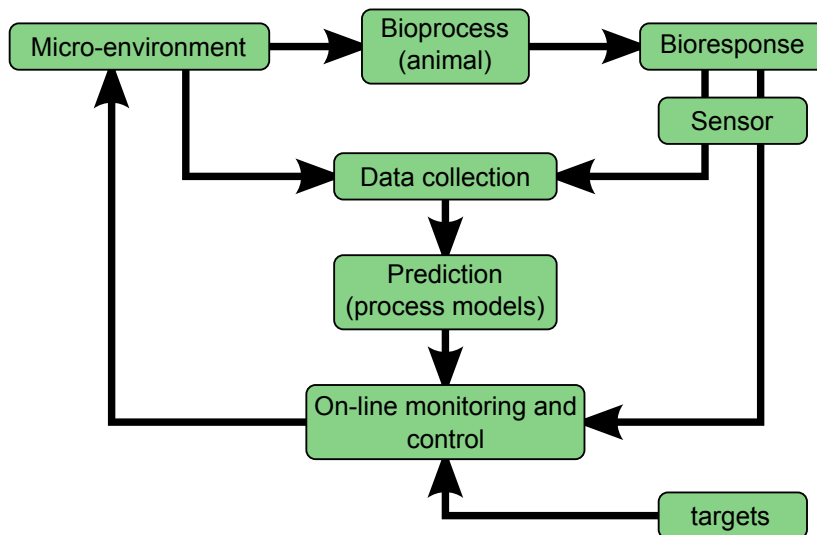 Micro-environment
Bioprocess
(animal)
Bioresponse
Sensor
Data collection
Prediction
(process models)
On-line monitoring and
control
targets